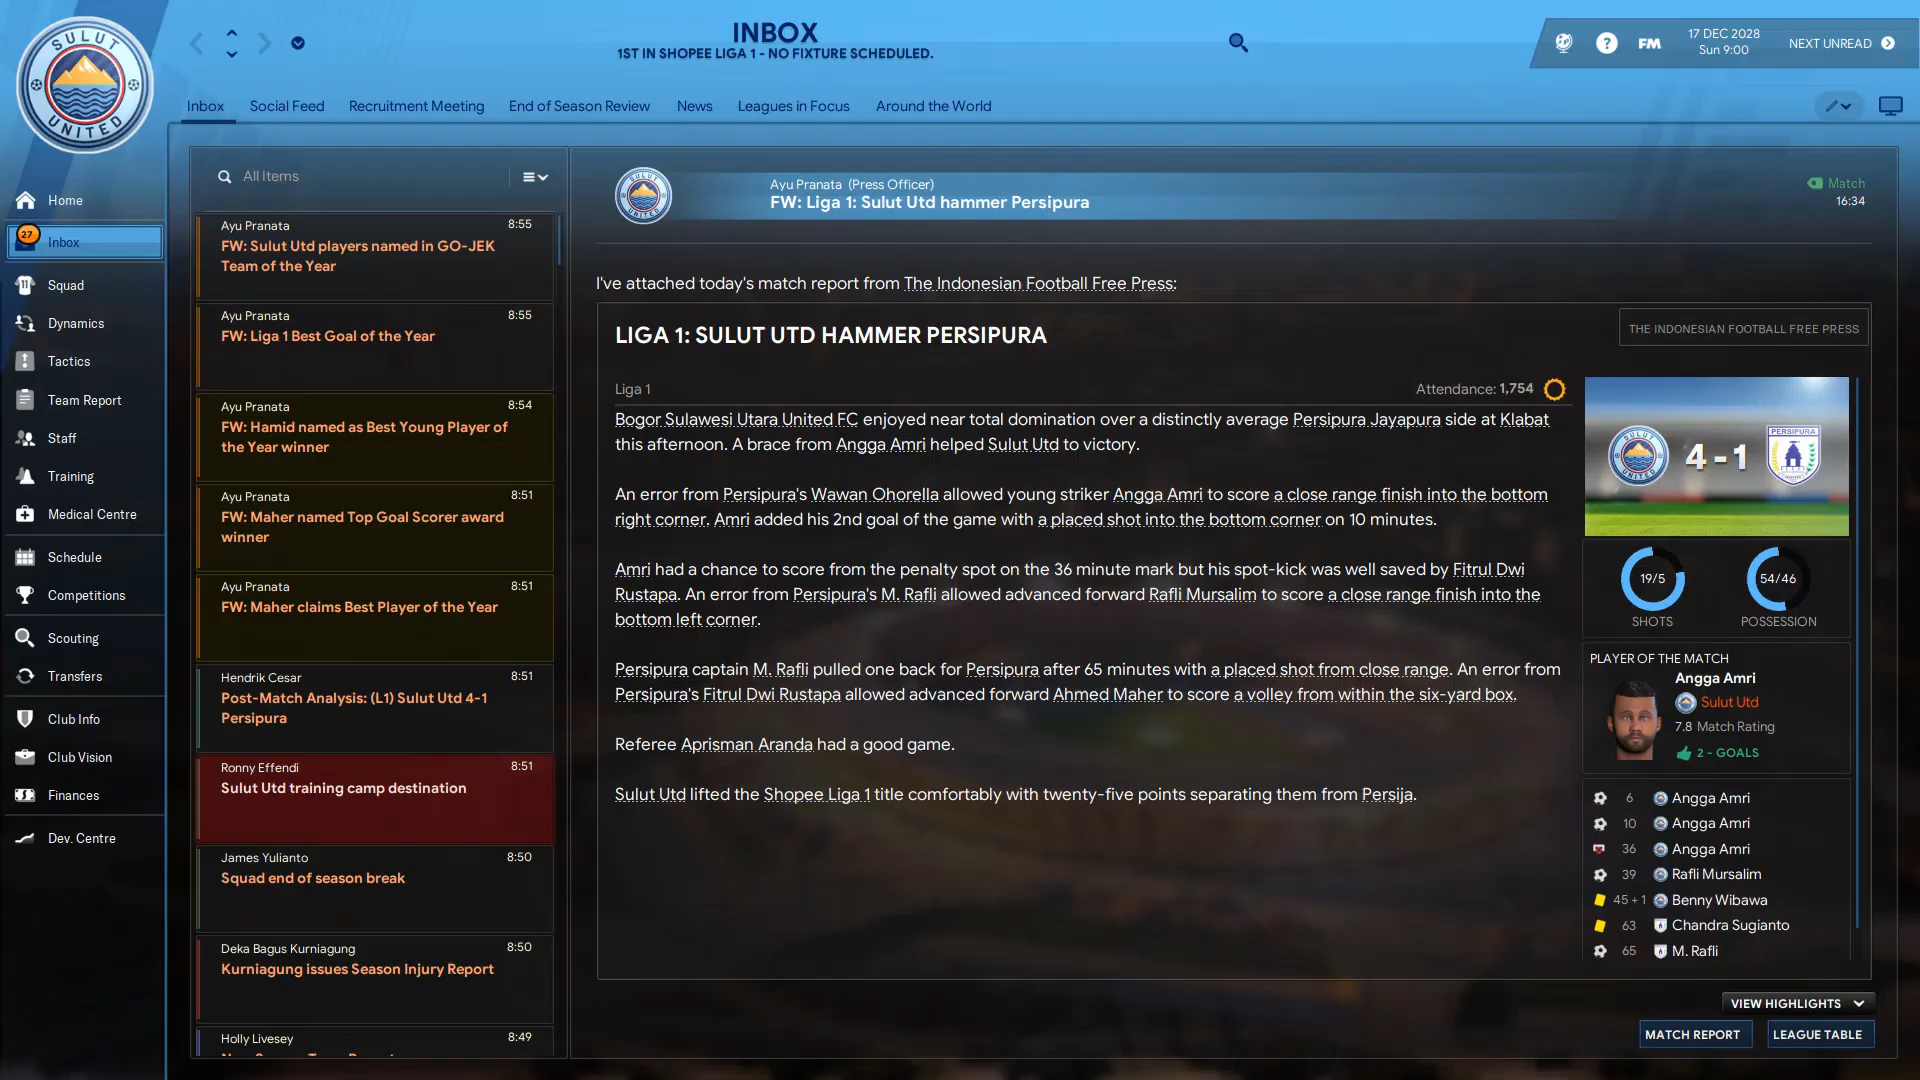 SULUT UNITED
INBOX
1ST IN SHOPEE LIGA 1 - NO FIXTURE SCHEDULED.
?
FM
17 DEC 2028
Sun 9:00
NEXT UNREAD
Inbox
Social Feed
Recruitment Meeting
End of Season Review
News
Leagues in Focus
Around the World
Home
27
Inbox
Squad
Dynamics
Tactics
Team Report
Staff
Training
Medical Centre
Schedule
Competitions
Scouting
Transfers
Club Info
Club Vision
Finances
Dev. Centre
All Items
Ayu Pranata 8:55
FW: Sulut Utd players named in GO-JEK
Team of the Year
Ayu Pranata 8:55
FW: Liga 1 Best Goal of the Year
Ayu Pranata 8:54
FW: Hamid named as Best Young Player of
the Year winner
Ayu Pranata 8:51
FW: Maher named Top Goal Scorer award
winner
Ayu Pranata 8:51
FW: Maher claims Best Player of the Year
Hendrik Cesar 8:51
Post-Match Analysis: (L1) Sulut Utd 4-1
Persipura
Ronny Effendi 8:51
Sulut Utd training camp destination
James Yulianto 8:50
Squad end of season break
Deka Bagus Kurniagung 8:50
Kurniagung issues Season Injury Report
Holly Livesey 8:49
Ayu Pranata (Press Officer)
FW: Liga 1: Sulut Utd hammer Persipura
Match
16:34
I've attached today's match report from The Indonesian Football Free Press:
LIGA 1: SULUT UTD HAMMER PERSIPURA
THE INDONESIAN FOOTBALL FREE PRESS
Liga 1
Attendance: 1,754
Bogor Sulawesi Utara United FC enjoyed near total domination over a distinctly average Persipura Jayapura side at Klabat
this afternoon. A brace from Angga Amri helped Sulut Utd to victory.
An error from Persipura's Wawan Ohorella allowed young striker Angga Amri to score a close range finish into the bottom
right corner. Amri added his 2nd goal of the game with a placed shot into the bottom corner on 10 minutes.
Amri had a chance to score from the penalty spot on the 36 minute mark but his spot-kick was well saved by Fitrul Dwi
Rustapa. An error from Persipura's M. Rafli allowed advanced forward Rafli Mursalim to score a close range finish into the
bottom left corner.
Persipura captain M. Rafli pulled one back for Persipura after 65 minutes with a placed shot from close range. An error from
Persipura's Fitrul Dwi Rustapa allowed advanced forward Ahmed Maher to score a volley from within the six-yard box.
Referee Aprisman Aranda had a good game.
Sulut Utd lifted the Shopee Liga 1 title comfortably with twenty-five points separating them from Persija.
SULUT UNITED
4 - 1
PERSIPURA
19/5
SHOTS
54/46
POSSESSION
PLAYER OF THE MATCH
Angga Amri
Sulut Utd
7.8 Match Rating
2 - GOALS
6 Angga Amri
10 Angga Amri
36 Angga Amri
39 Rafli Mursalim
45 + 1 Benny Wibawa
63 Chandra Sugianto
65 M. Rafli
VIEW HIGHLIGHTS
MATCH REPORT
LEAGUE TABLE